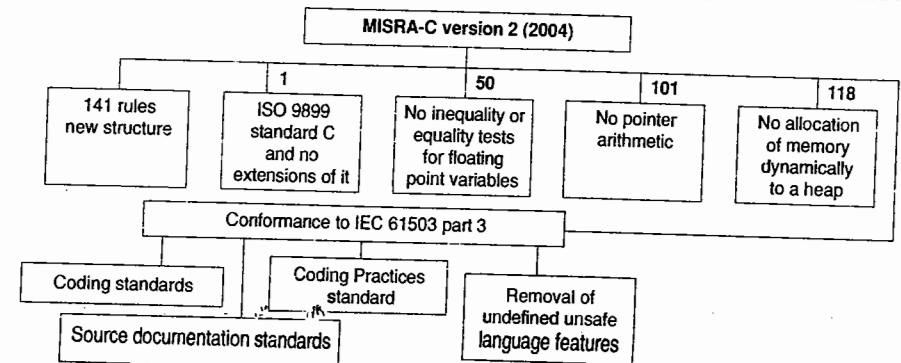 MISRA-C version 2 (2004)
1
50
101
118
141 rules
new structure
ISO 9899
standard C
and no
extensions of it
No inequality or
equality tests
for floating
point variables
No pointer
arithmetic
No allocation
of memory
dynamically
to a heap
Conformance to IEC 61503 part 3
Coding standards
Coding Practices
standard
Removal of
undefined unsafe
language features
Source documentation standards